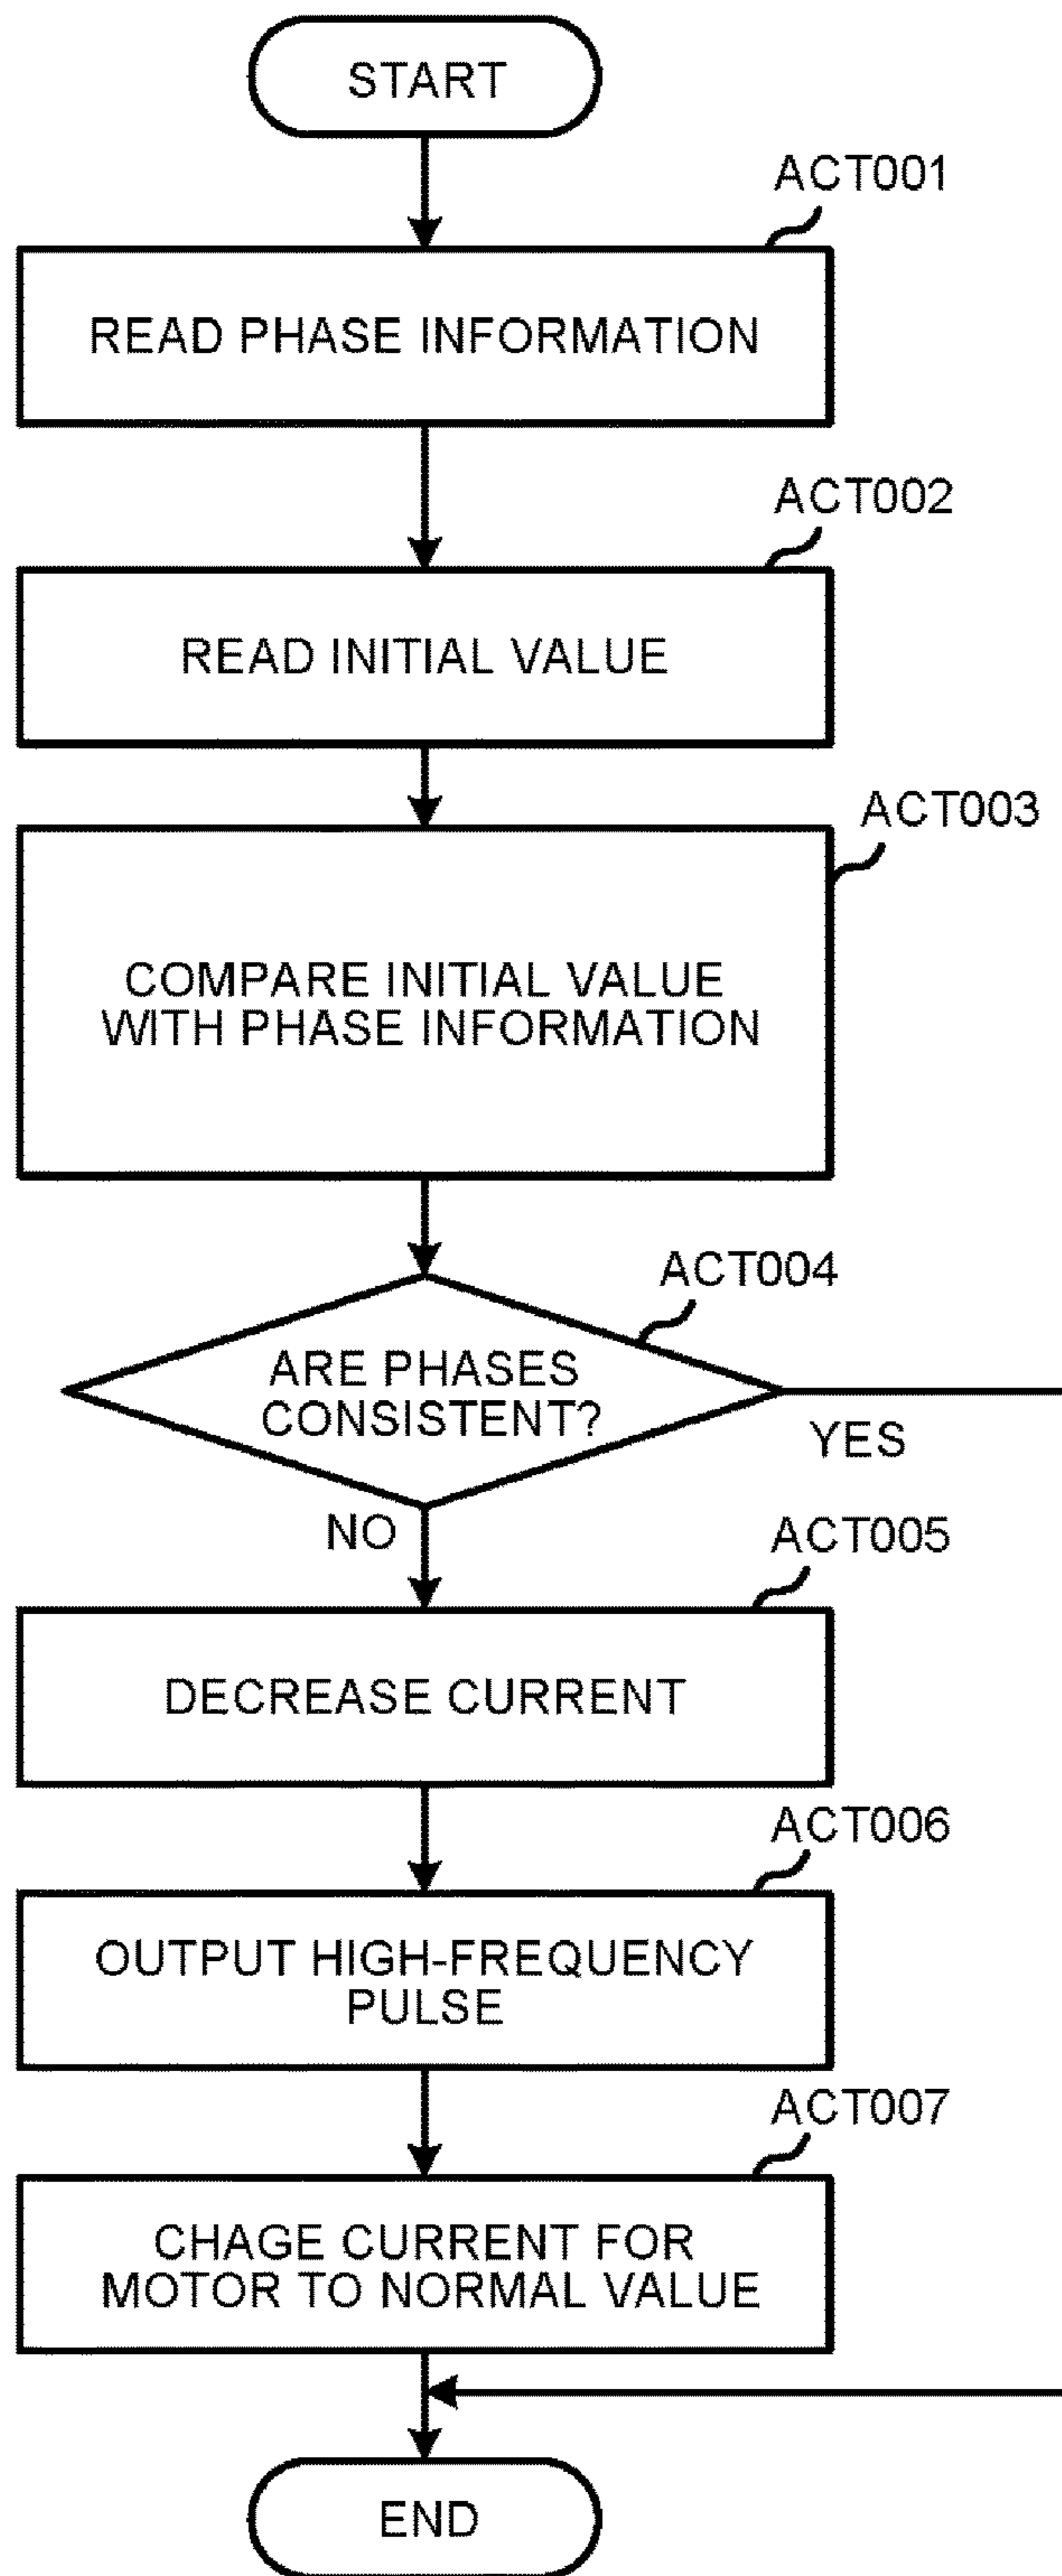 START
ACT001
READ PHASE INFORMATION
ACT002
READ INITIAL VALUE
ACT003
COMPARE INITIAL VALUE
WITH PHASE INFORMATION
ACT004
ARE PHASES
CONSISTENT?
YES
NO
ACT005
DECREASE CURRENT
ACT006
OUTPUT HIGH-FREQUENCY
PULSE
ACT007
CHAGE CURRENT FOR
MOTOR TO NORMAL VALUE
END